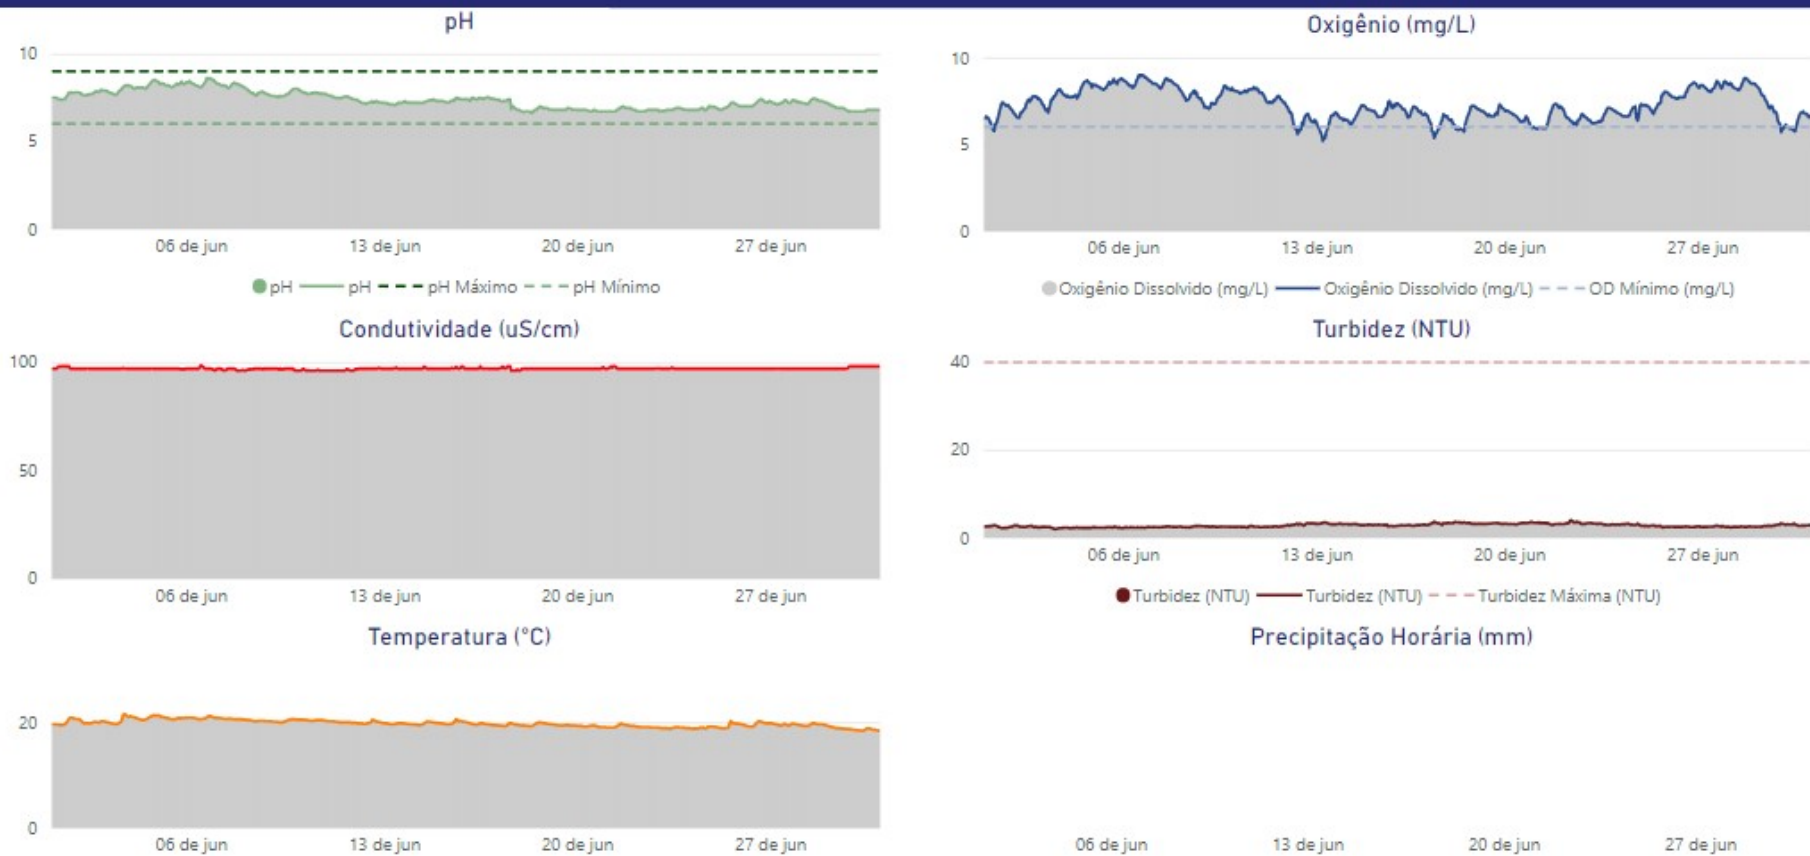 pH
10
5
0
06 de jun 13 de jun 20 de jun 27 de jun
pH pH pH Máximo pH Mínimo
Oxigênio (mg/L)
10
5
0
06 de jun 13 de jun 20 de jun 27 de jun
Oxigênio Dissolvido (mg/L) Oxigênio Dissolvido (mg/L) OD Mínimo (mg/L)
Condutividade (uS/cm)
100
50
0
06 de jun 13 de jun 20 de jun 27 de jun
Turbidez (NTU)
40
20
0
06 de jun 13 de jun 20 de jun 27 de jun
Turbidez (NTU) Turbidez (NTU) Turbidez Máxima (NTU)
Temperatura (°C)
20
0
06 de jun 13 de jun 20 de jun 27 de jun
Precipitação Horária (mm)
06 de jun 13 de jun 20 de jun 27 de jun